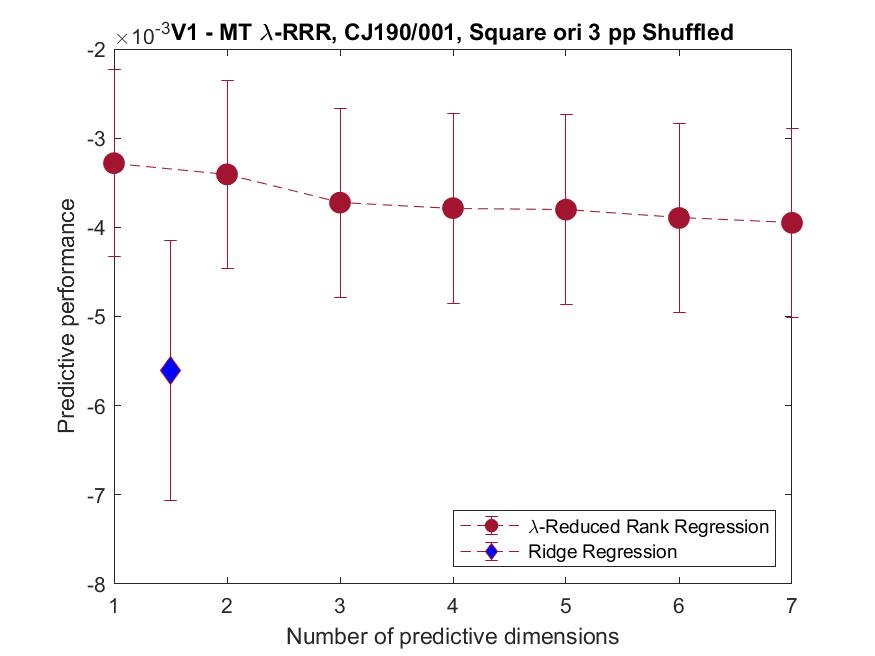 ×10-3
V1 - MT λ-RRR, CJ190/001, Square ori 3 pp Shuffled
-2
-3
-4
-5
-6
-7
-8
Predictive performance
1 2 3 4 5 6 7
Number of predictive dimensions
λ-Reduced Rank Regression
Ridge Regression